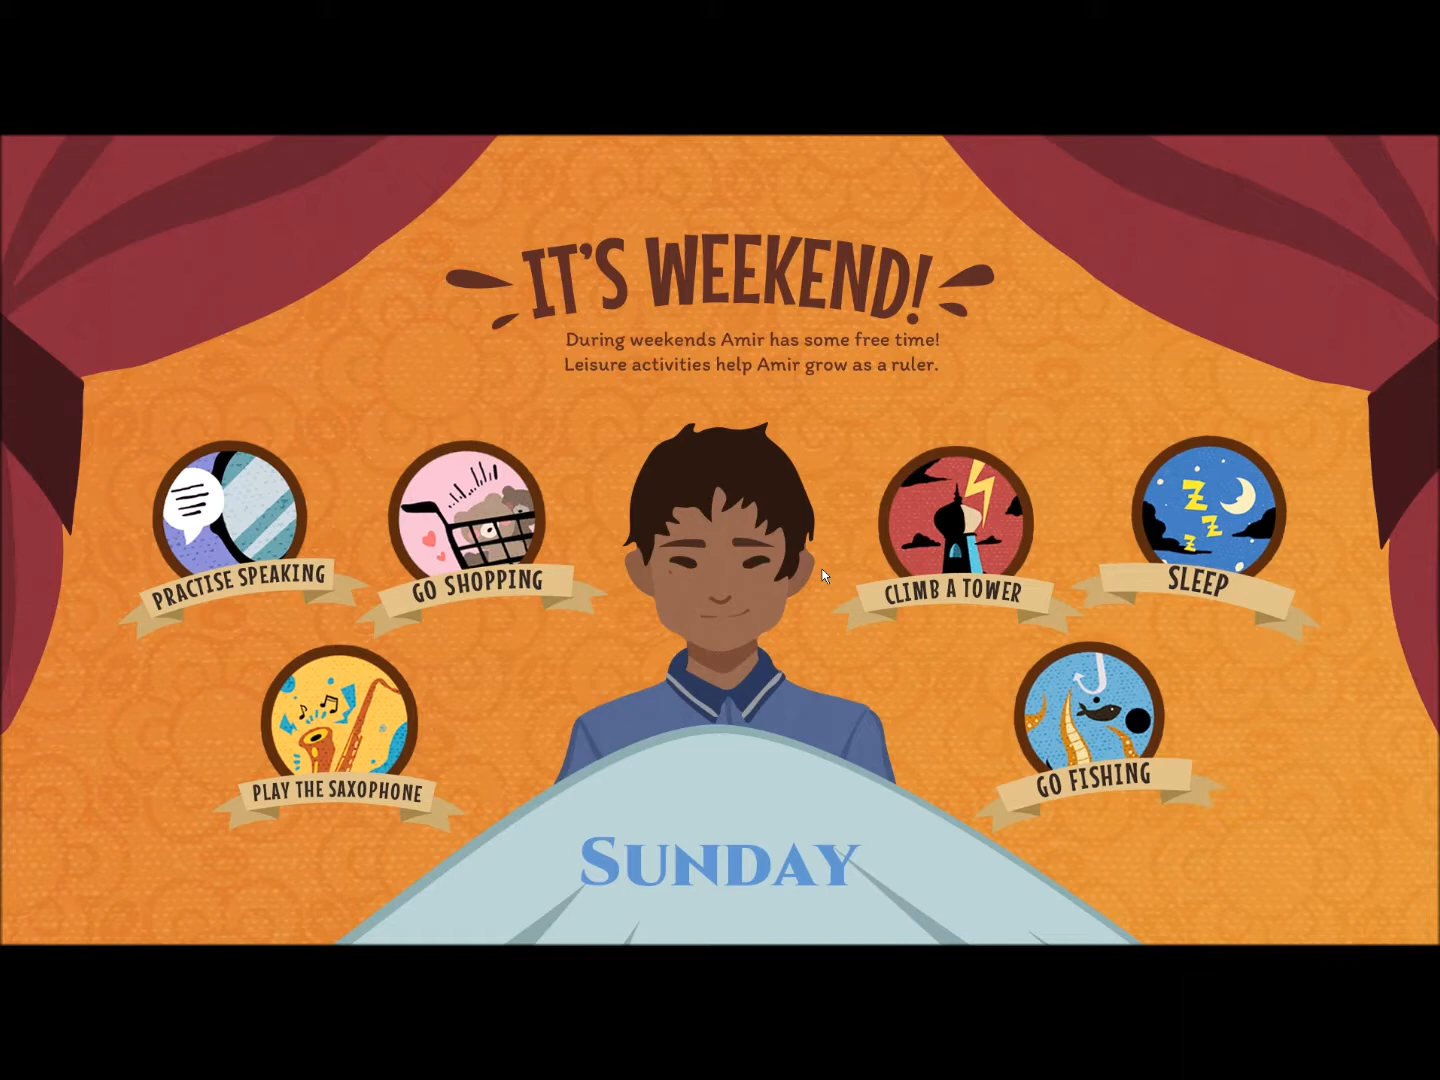 IT'S WEEKEND!
During weekends Amir has some free time!
Leisure activities help Amir grow as a ruler.
PRACTISE SPEAKING
GO SHOPPING
CLIMB A TOWER
SLEEP
Z
Z
Z
PLAY THE SAXOPHONE
GO FISHING
SUNDAY